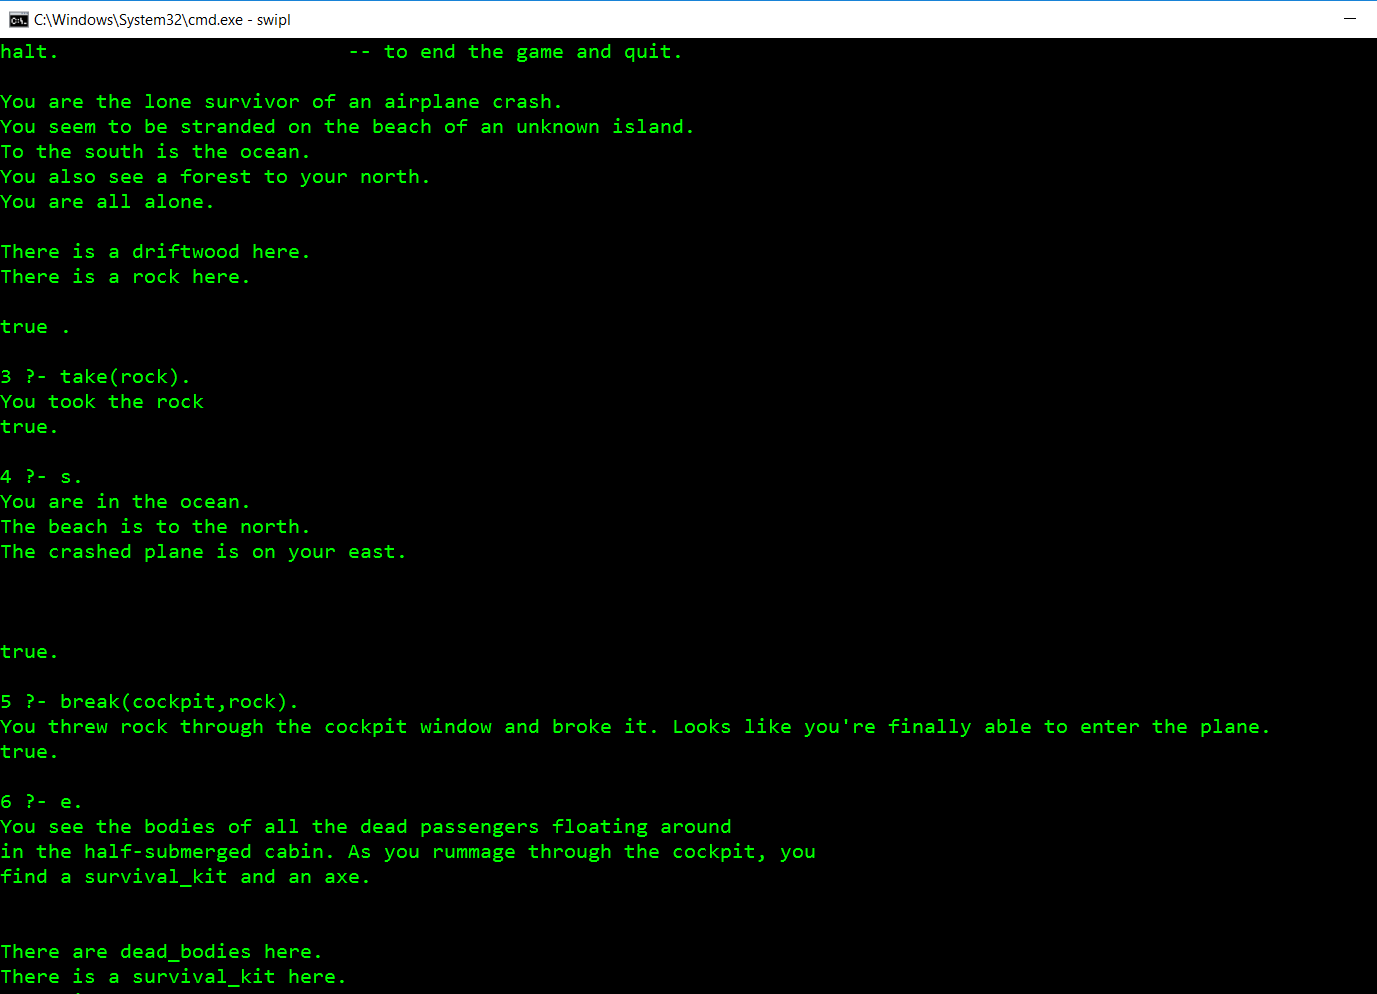 C:\Windows\System32\cmd.exe - swipl
halt.                        -- to end the game and quit.
You are the lone survivor of an airplane crash.
You seem to be stranded on the beach of an unknown island.
To the south is the ocean.
You also see a forest to your north.
You are all alone.
There is a driftwood here.
There is a rock here.
true .
3 ?- take(rock).
You took the rock
true.
4 ?- s.
You are in the ocean.
The beach is to the north.
The crashed plane is on your east.
true.
5 ?- break(cockpit,rock).
You threw rock through the cockpit window and broke it. Looks like you're finally able to enter the plane.
true.
6 ?- e.
You see the bodies of all the dead passengers floating around
in the half-submerged cabin. As you rummage through the cockpit, you
find a survival_kit and an axe.
There are dead_bodies here.
There is a survival_kit here.